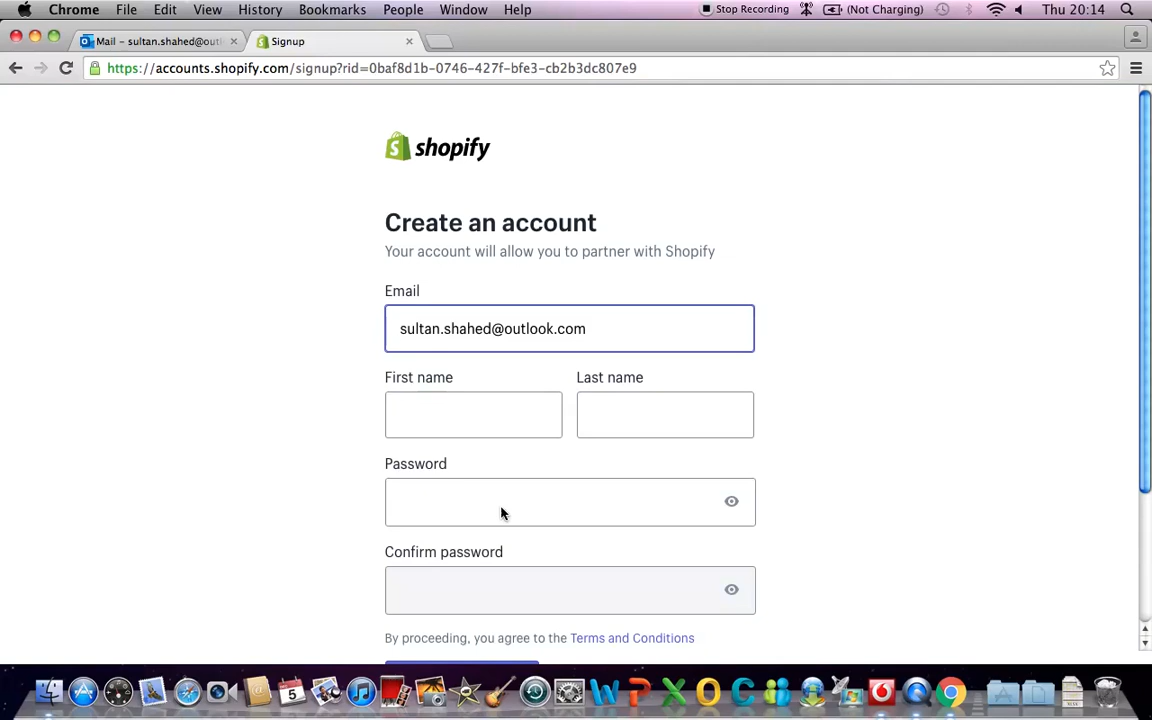 Chrome File Edit View History Bookmarks People Window Help Stop Recording (Not Charging) Thu 20:14
Mail – sultan.shahed@outl
Signup
https://accounts.shopify.com/signup?rid=0baf8d1b-0746-427f-bfe3-cb2b3dc807e9
shopify
Create an account
Your account will allow you to partner with Shopify
Email
sultan.shahed@outlook.com
First name Last name
Password
Confirm password
By proceeding, you agree to the Terms and Conditions